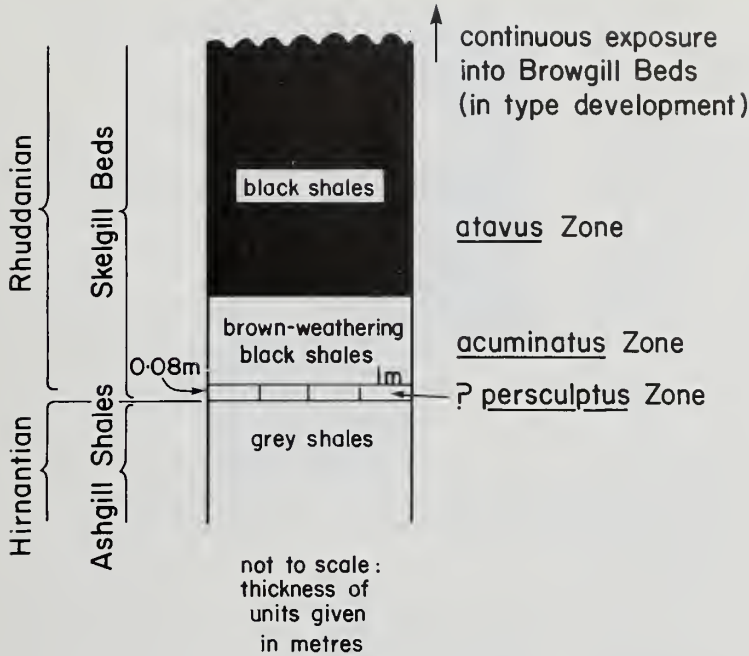 continuous exposure
into Browgill Beds
(in type development)
Rhuddanian
Skelgill Beds
black shales
atavus Zone
brown-weathering
black shales
acuminatus Zone
0·08m
1m
? persculptus Zone
Hirnantian
Ashgill Shales
grey shales
not to scale:
thickness of
units given
in metres